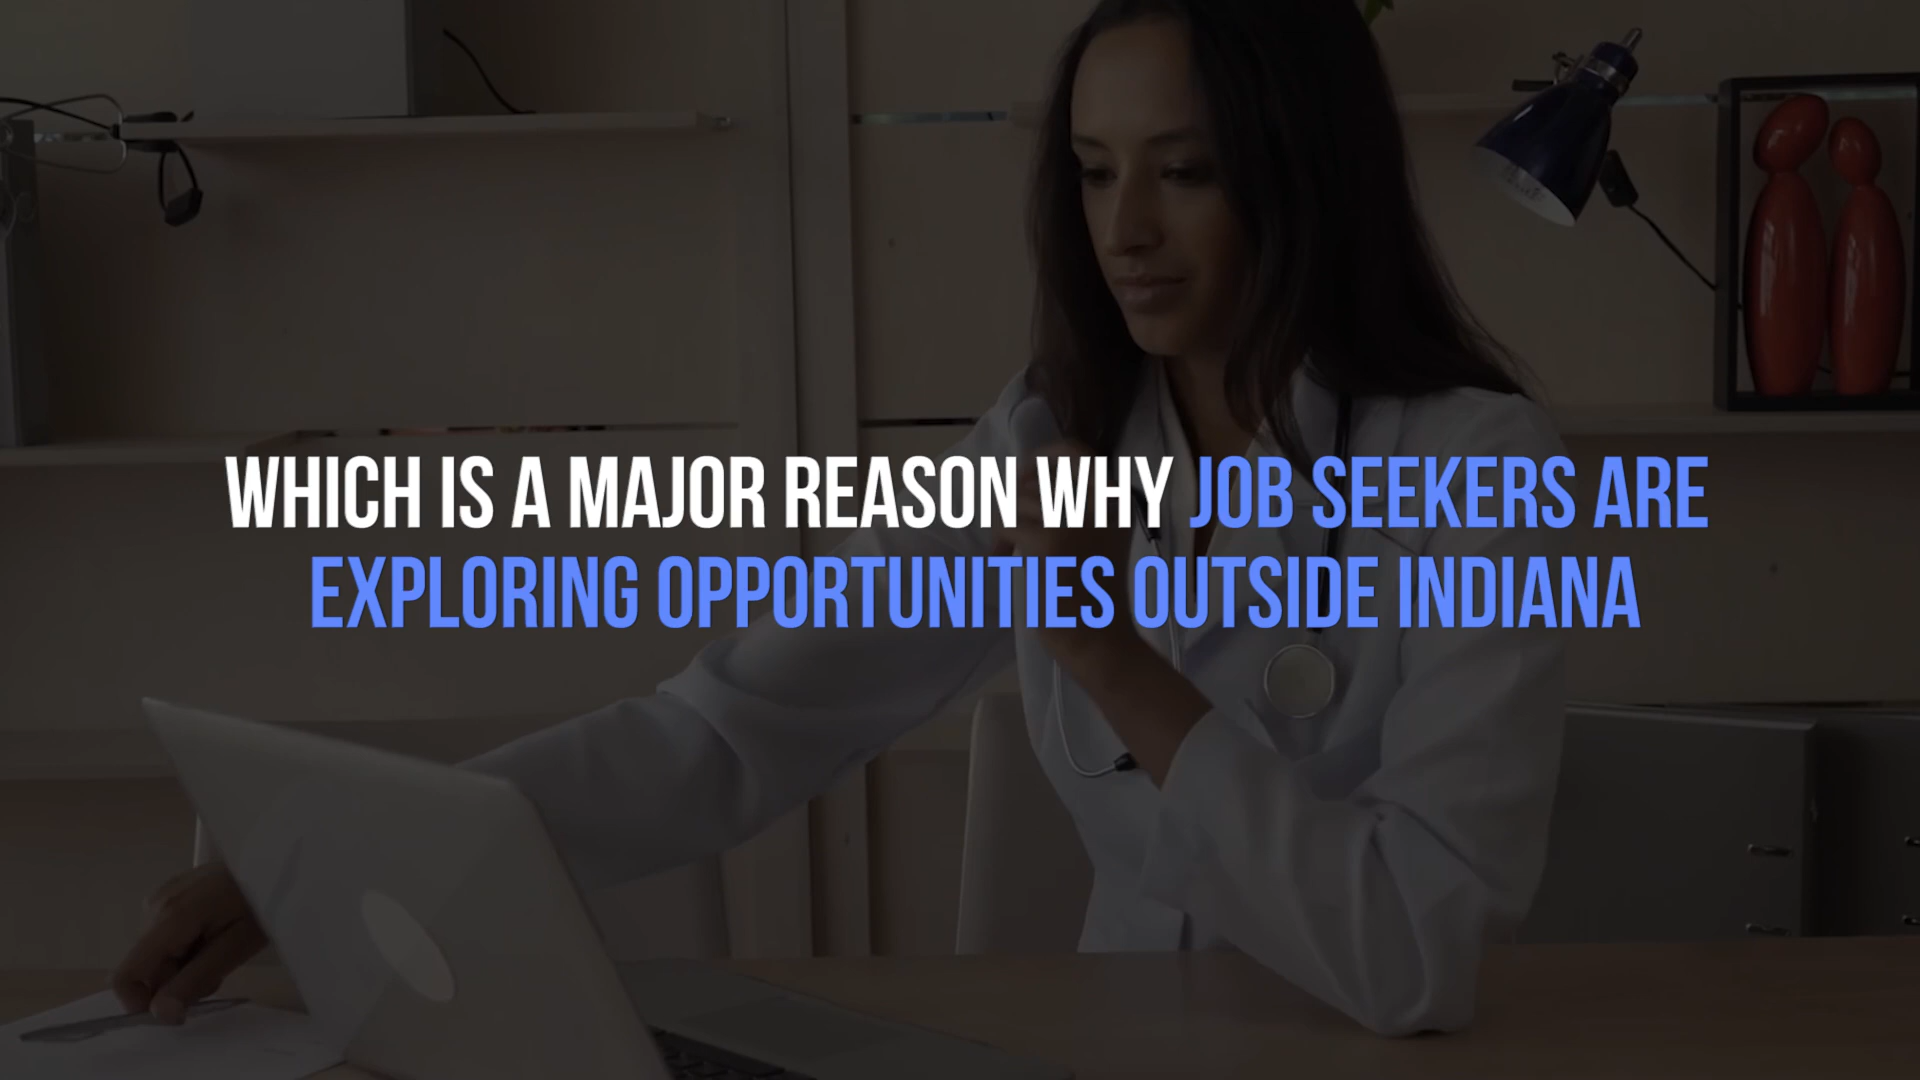 WHICH IS A MAJOR REASON WHY JOB SEEKERS ARE
EXPLORING OPPORTUNITIES OUTSIDE INDIANA